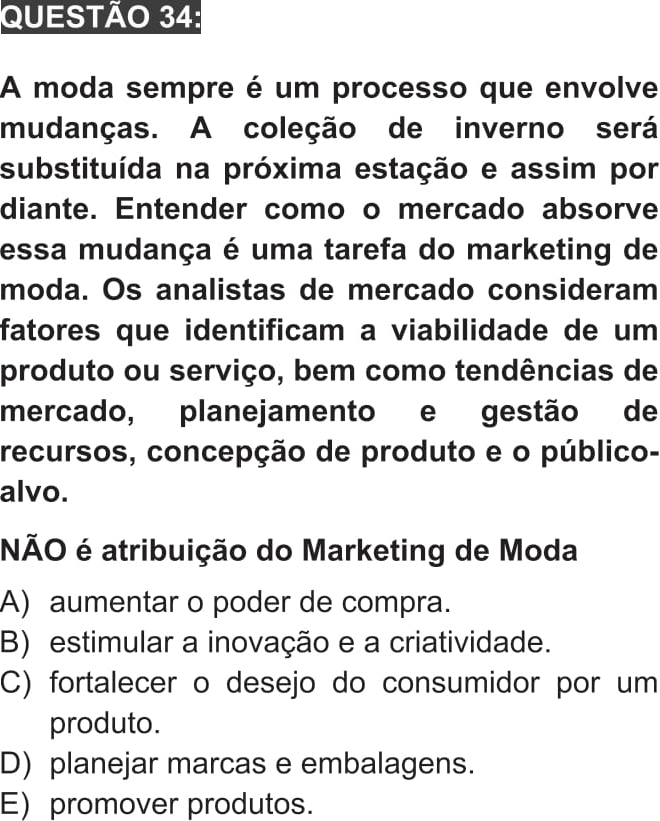 QUESTÃO 34:
A moda sempre é um processo que envolve
mudanças. A coleção de inverno será
substituída na próxima estação e assim por
diante. Entender como o mercado absorve
essa mudança é uma tarefa do marketing de
moda. Os analistas de mercado consideram
fatores que identificam a viabilidade de um
produto ou serviço, bem como tendências de
mercado, planejamento e gestão de
recursos, concepção de produto e o público-
alvo.
NÃO é atribuição do Marketing de Moda
A) aumentar o poder de compra.
B) estimular a inovação e a criatividade.
C) fortalecer o desejo do consumidor por um
produto.
D) planejar marcas e embalagens.
E) promover produtos.